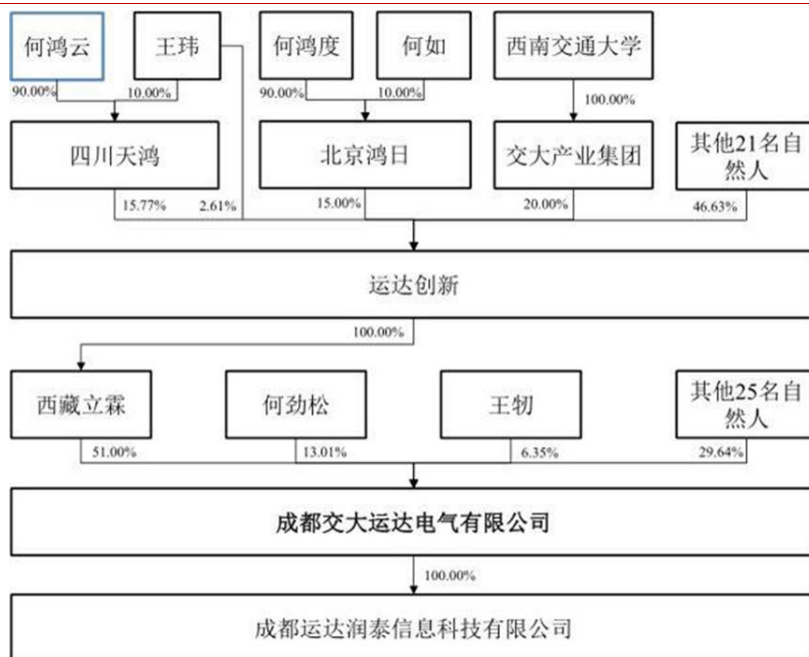 何鸿云
王玮
何鸿度
何如
西南交通大学
90.00%
10.00%
90.00%
10.00%
100.00%
四川天鸿
北京鸿日
交大产业集团
其他21名自
然人
15.77%
2.61%
15.00%
20.00%
46.63%
运达创新
100.00%
西藏立霖
何劲松
王牣
其他25名自
然人
51.00%
13.01%
6.35%
29.64%
成都交大运达电气有限公司
100.00%
成都运达润泰信息科技有限公司